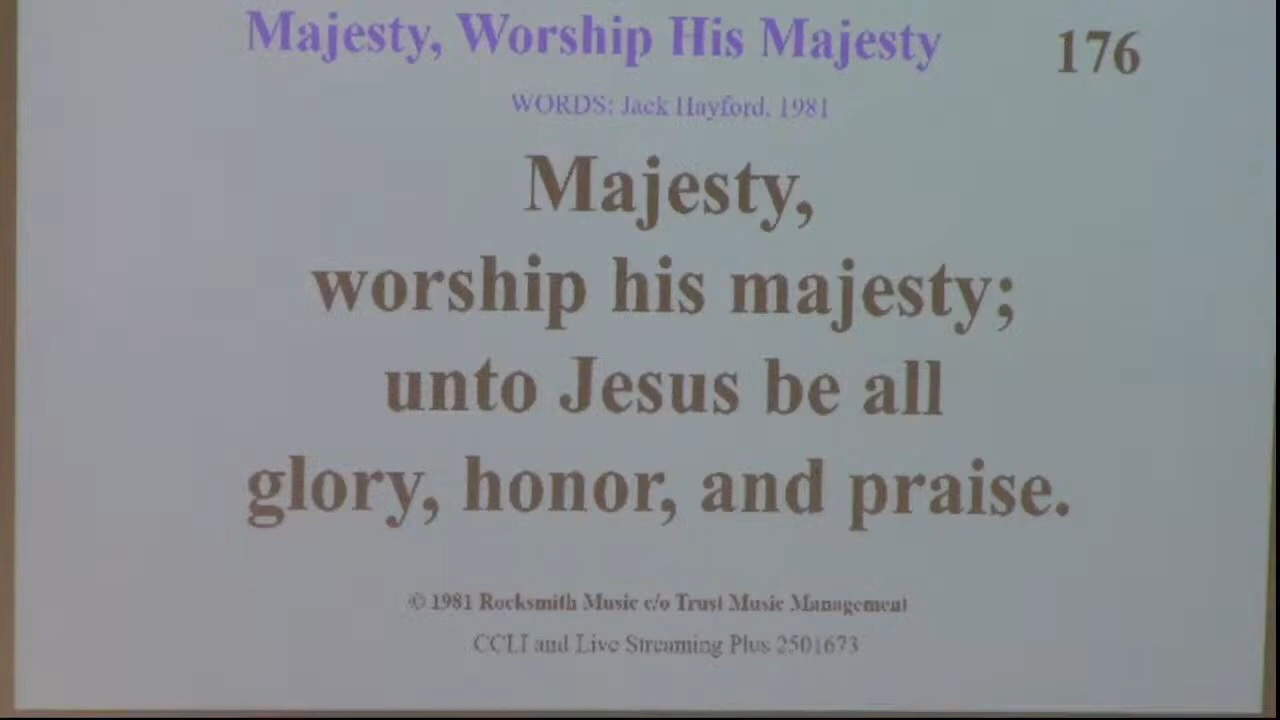 Majesty, Worship His Majesty 176
WORDS: Jack Hayford, 1981
Majesty,
worship his majesty;
unto Jesus be all
glory, honor, and praise.
© 1981 Rocksmith Music c/o Trust Music Management
CCLI and Live Streaming Plus 2501673